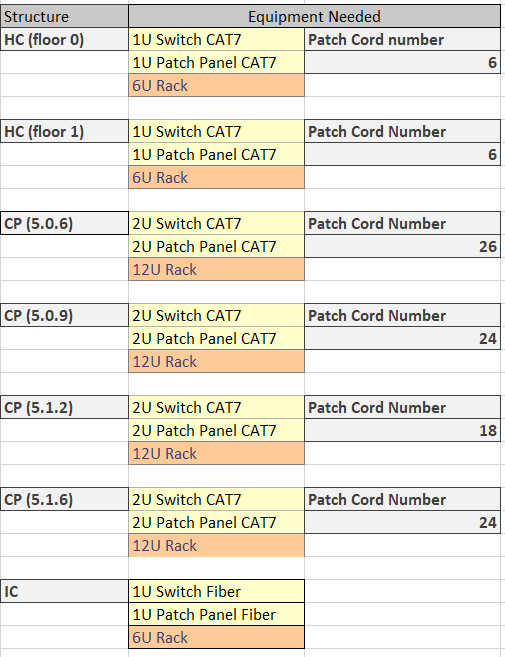 Structure Equipment Needed
HC (floor 0) 1U Switch CAT7 Patch Cord number
1U Patch Panel CAT7 6
6U Rack
HC (floor 1) 1U Switch CAT7 Patch Cord Number
1U Patch Panel CAT7 6
6U Rack
CP (5.0.6) 2U Switch CAT7 Patch Cord Number
2U Patch Panel CAT7 26
12U Rack
CP (5.0.9) 2U Switch CAT7 Patch Cord Number
2U Patch Panel CAT7 24
12U Rack
CP (5.1.2) 2U Switch CAT7 Patch Cord Number
2U Patch Panel CAT7 18
12U Rack
CP (5.1.6) 2U Switch CAT7 Patch Cord Number
2U Patch Panel CAT7 24
12U Rack
IC 1U Switch Fiber
1U Patch Panel Fiber
6U Rack